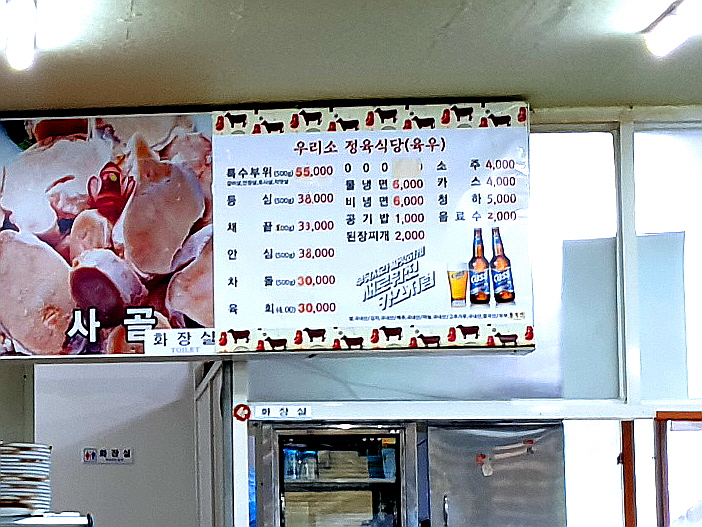 우리소 정육식당(육우)
특수부위(500g) 55,000
등 심(500g) 38,000
채 끝 33,000
안 심(500g) 38,000
차 돌(500g) 30,000
육 회 30,000
물냉면 6,000
비냉면 6,000
공기밥 1,000
된장찌개 2,000
소 주 4,000
카 스 4,000
청 하 5,000
음료수 2,000
사 골
화장실
TOILET
화장실
화장실